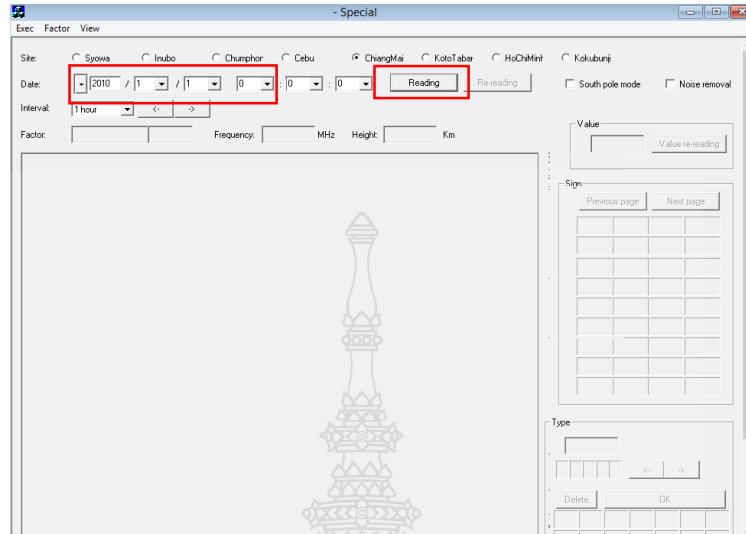 - Special
Exec Factor View
Site: Syowa Inubo Chumphor Cebu ChiangMai KotoTabar HoChiMinh Kokubunji
Date: 2010 / 1 / 1 0 : 0 : 0 Reading Re-reading South pole mode Noise removal
Interval: 1 hour <- ->
Factor: Frequency: MHz Height: Km
Value
Value re-reading
Sign
Previous page Next page
Type
<- ->
Delete OK